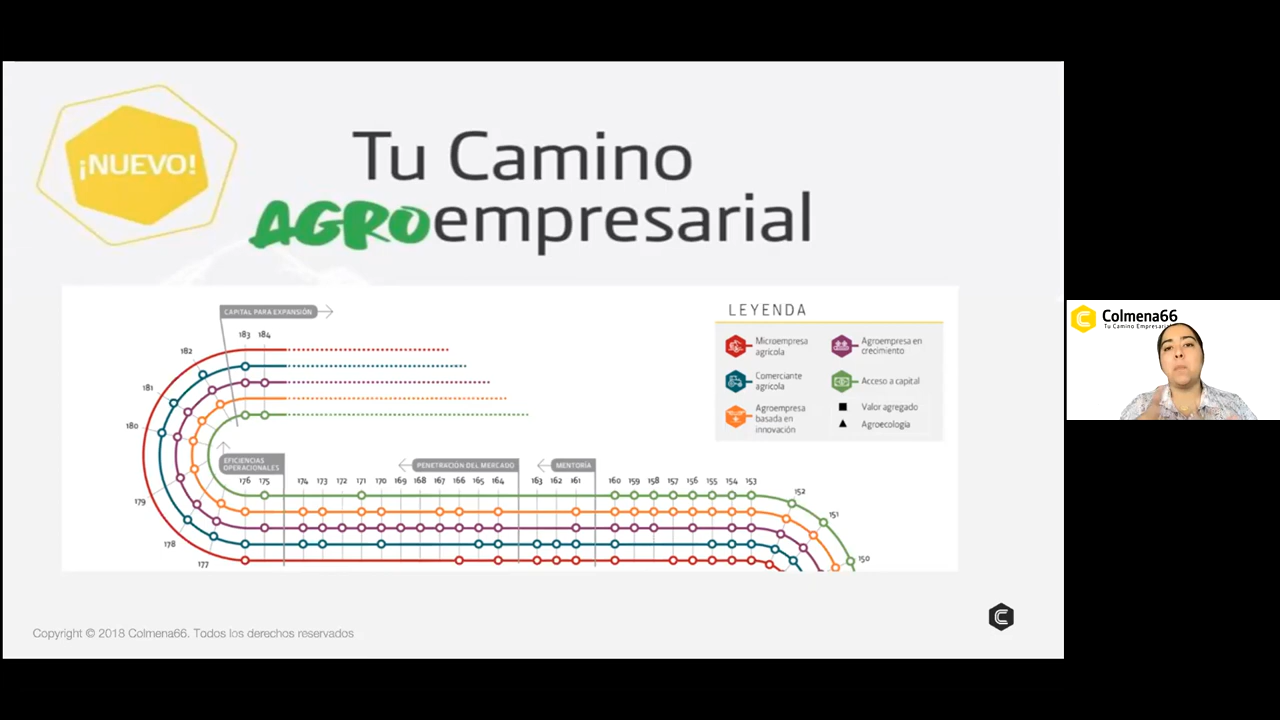 ¡NUEVO!
Tu Camino
AGROempresarial
CAPITAL PARA EXPANSIÓN
183 184
182
181
180
179
178
177
EFICIENCIAS
OPERACIONALES
PENETRACIÓN DEL MERCADO
MENTORÍA
176 175 174 173 172 171 170 169 168 167 166 165 164 163 162 161 160 159 158 157 156 155 154 153
152
151
150
LEYENDA
Microempresa
agrícola
Comerciante
agrícola
Agroempresa
basada en
innovación
Agroempresa en
crecimiento
Acceso a capital
Valor agregado
Agroecología
Copyright © 2018 Colmena66. Todos los derechos reservados
Colmena66
Tu Camino Empresarial